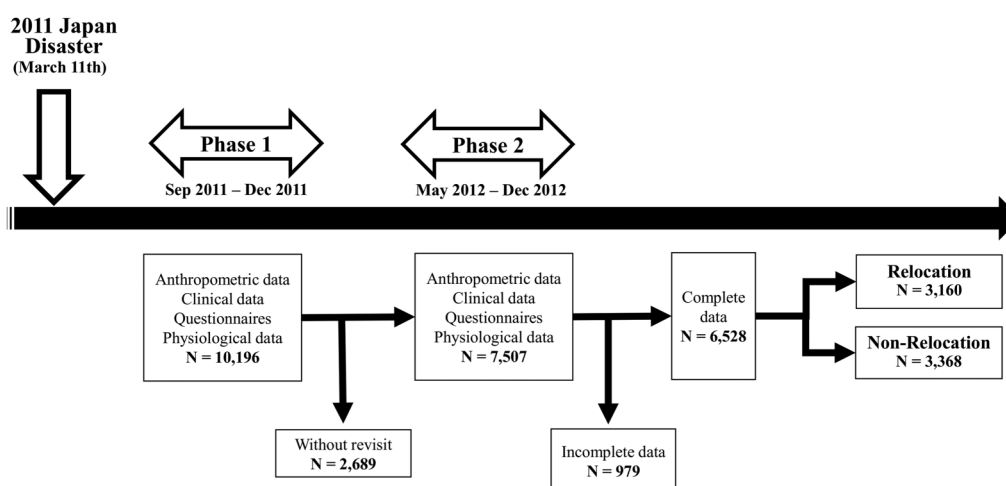 2011 Japan
Disaster
(March 11th)
Phase 1
Phase 2
Sep 2011 – Dec 2011
May 2012 – Dec 2012
Anthropometric data
Clinical data
Questionnaires
Physiological data
N = 10,196
Anthropometric data
Clinical data
Questionnaires
Physiological data
N = 7,507
Complete
data
N = 6,528
Relocation
N = 3,160
Non-Relocation
N = 3,368
Without revisit
N = 2,689
Incomplete data
N = 979